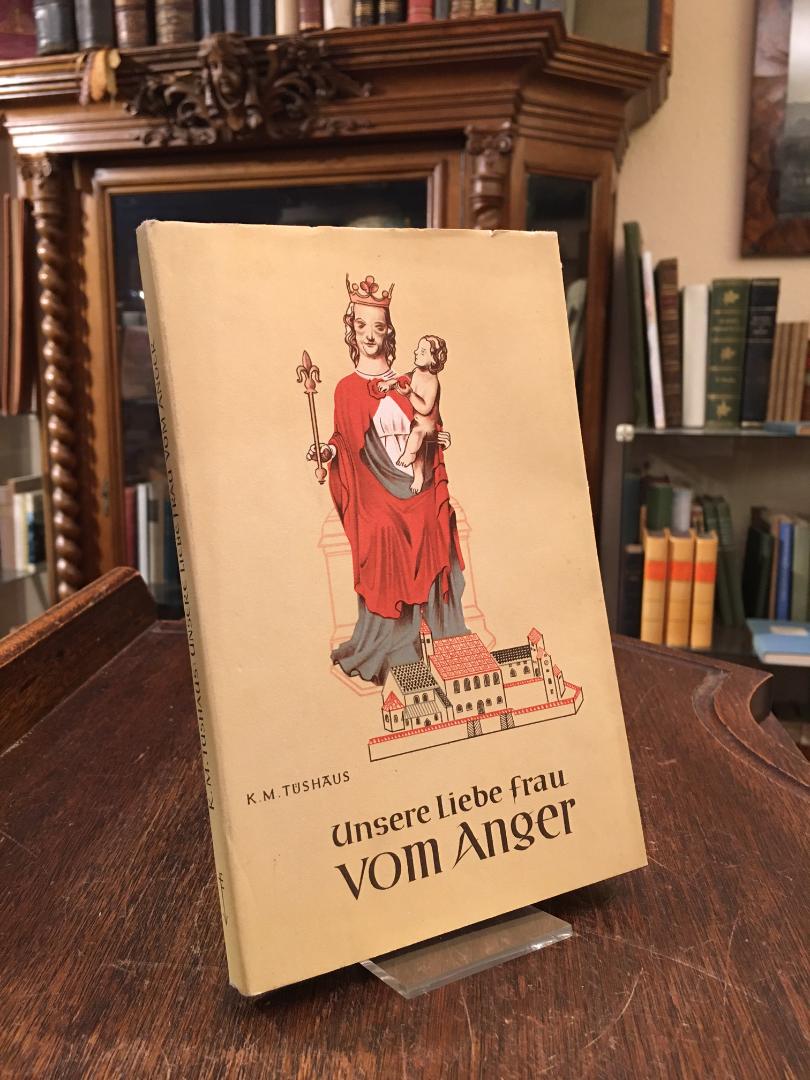 K.M. TÜSHAUS
Unsere Liebe Frau
vom Anger
K.M. TÜSHAUS: UNSERE LIEBE FRAU VOM ANGER